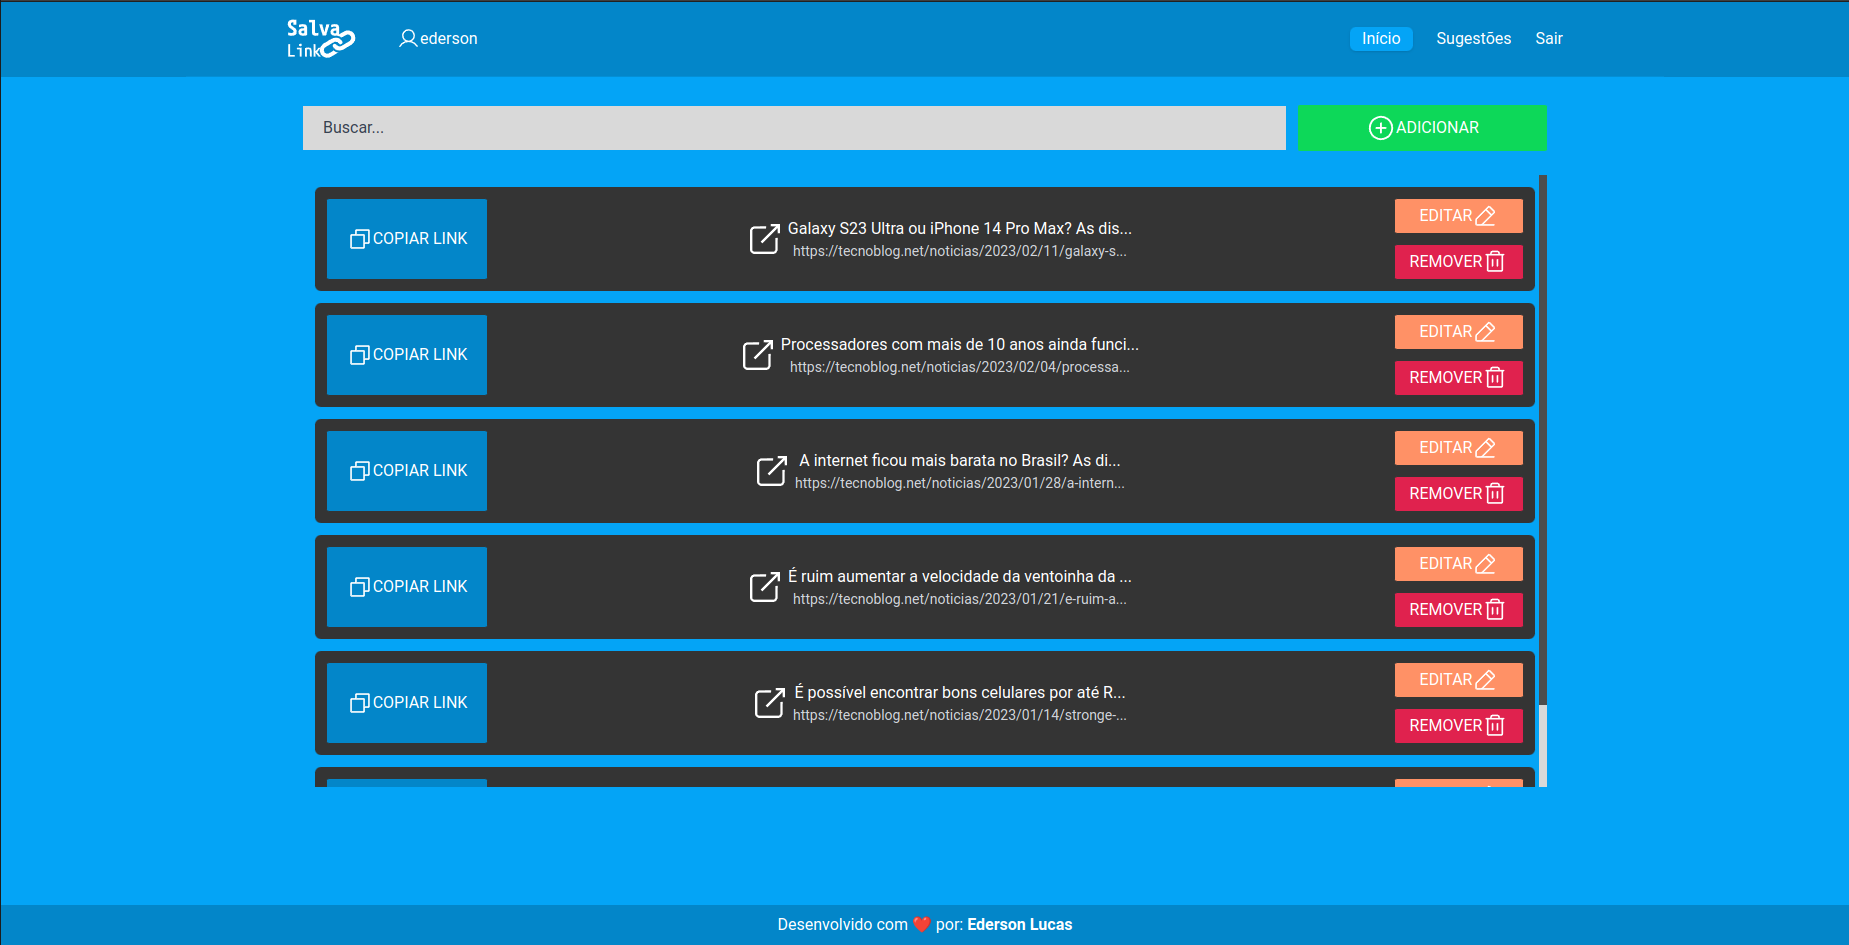 Salva
Link
ederson
Início
Sugestões
Sair
Buscar...
ADICIONAR
COPIAR LINK
Galaxy S23 Ultra ou iPhone 14 Pro Max? As dis...
https://tecnoblog.net/noticias/2023/02/11/galaxy-s...
EDITAR
REMOVER
COPIAR LINK
Processadores com mais de 10 anos ainda funci...
https://tecnoblog.net/noticias/2023/02/04/processa...
EDITAR
REMOVER
COPIAR LINK
A internet ficou mais barata no Brasil? As di...
https://tecnoblog.net/noticias/2023/01/28/a-intern...
EDITAR
REMOVER
COPIAR LINK
É ruim aumentar a velocidade da ventoinha da ...
https://tecnoblog.net/noticias/2023/01/21/e-ruim-a...
EDITAR
REMOVER
COPIAR LINK
É possível encontrar bons celulares por até R...
https://tecnoblog.net/noticias/2023/01/14/stronge-...
EDITAR
REMOVER
Desenvolvido com ❤️ por: Ederson Lucas